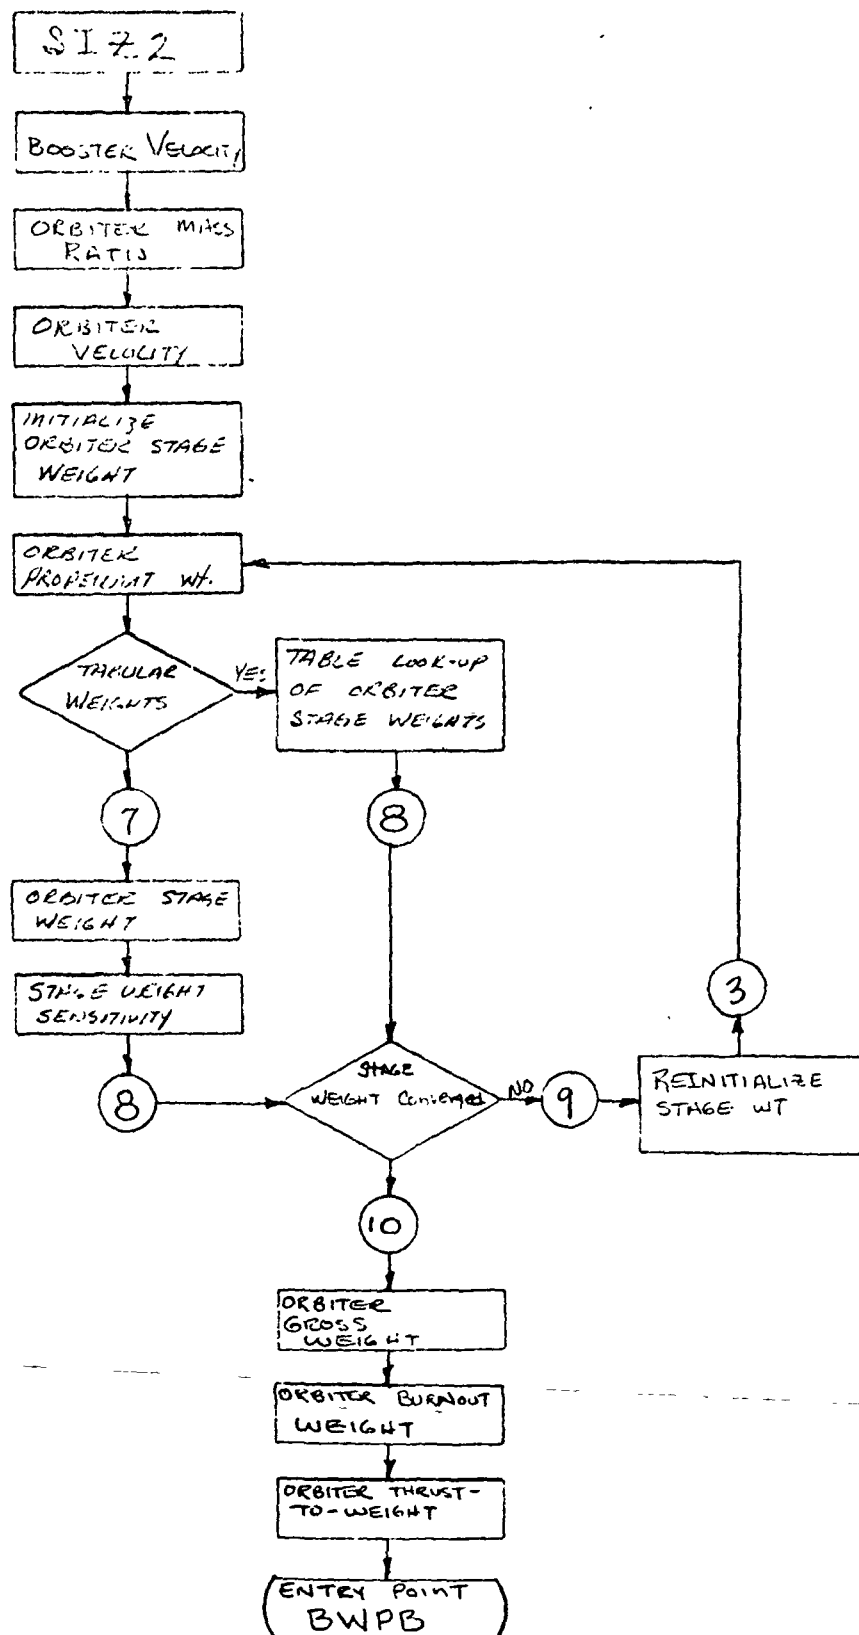 SIZ2
BOOSTER VELOCITY
ORBITER MASS
RATIO
ORBITER
VELOCITY
INITIALIZE
ORBITER STAGE
WEIGHT
ORBITER
PROPELLANT WT.
TABULAR
WEIGHTS
YES
TABLE LOOK-UP
OF ORBITER
STAGE WEIGHTS
7
8
ORBITER STAGE
WEIGHT
STAGE WEIGHT
SENSITIVITY
3
8
STAGE
WEIGHT Converged
NO
9
REINITIALIZE
STAGE WT
10
ORBITER
GROSS
WEIGHT
ORBITER BURNOUT
WEIGHT
ORBITER THRUST-
TO-WEIGHT
ENTRY POINT
BWPB